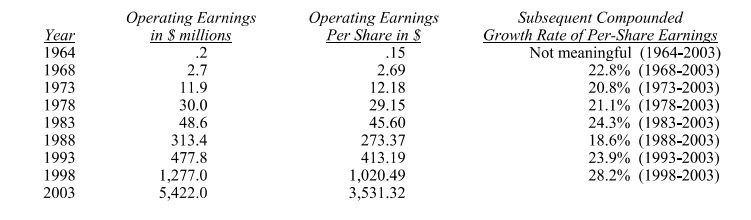 Operating Earnings Operating Earnings Subsequent Compounded
Year in $ millions Per Share in $ Growth Rate of Per-Share Earnings
1964 .2 .15 Not meaningful (1964-2003)
1968 2.7 2.69 22.8% (1968-2003)
1973 11.9 12.18 20.8% (1973-2003)
1978 30.0 29.15 21.1% (1978-2003)
1983 48.6 45.60 24.3% (1983-2003)
1988 313.4 273.37 18.6% (1988-2003)
1993 477.8 413.19 23.9% (1993-2003)
1998 1,277.0 1,020.49 28.2% (1998-2003)
2003 5,422.0 3,531.32